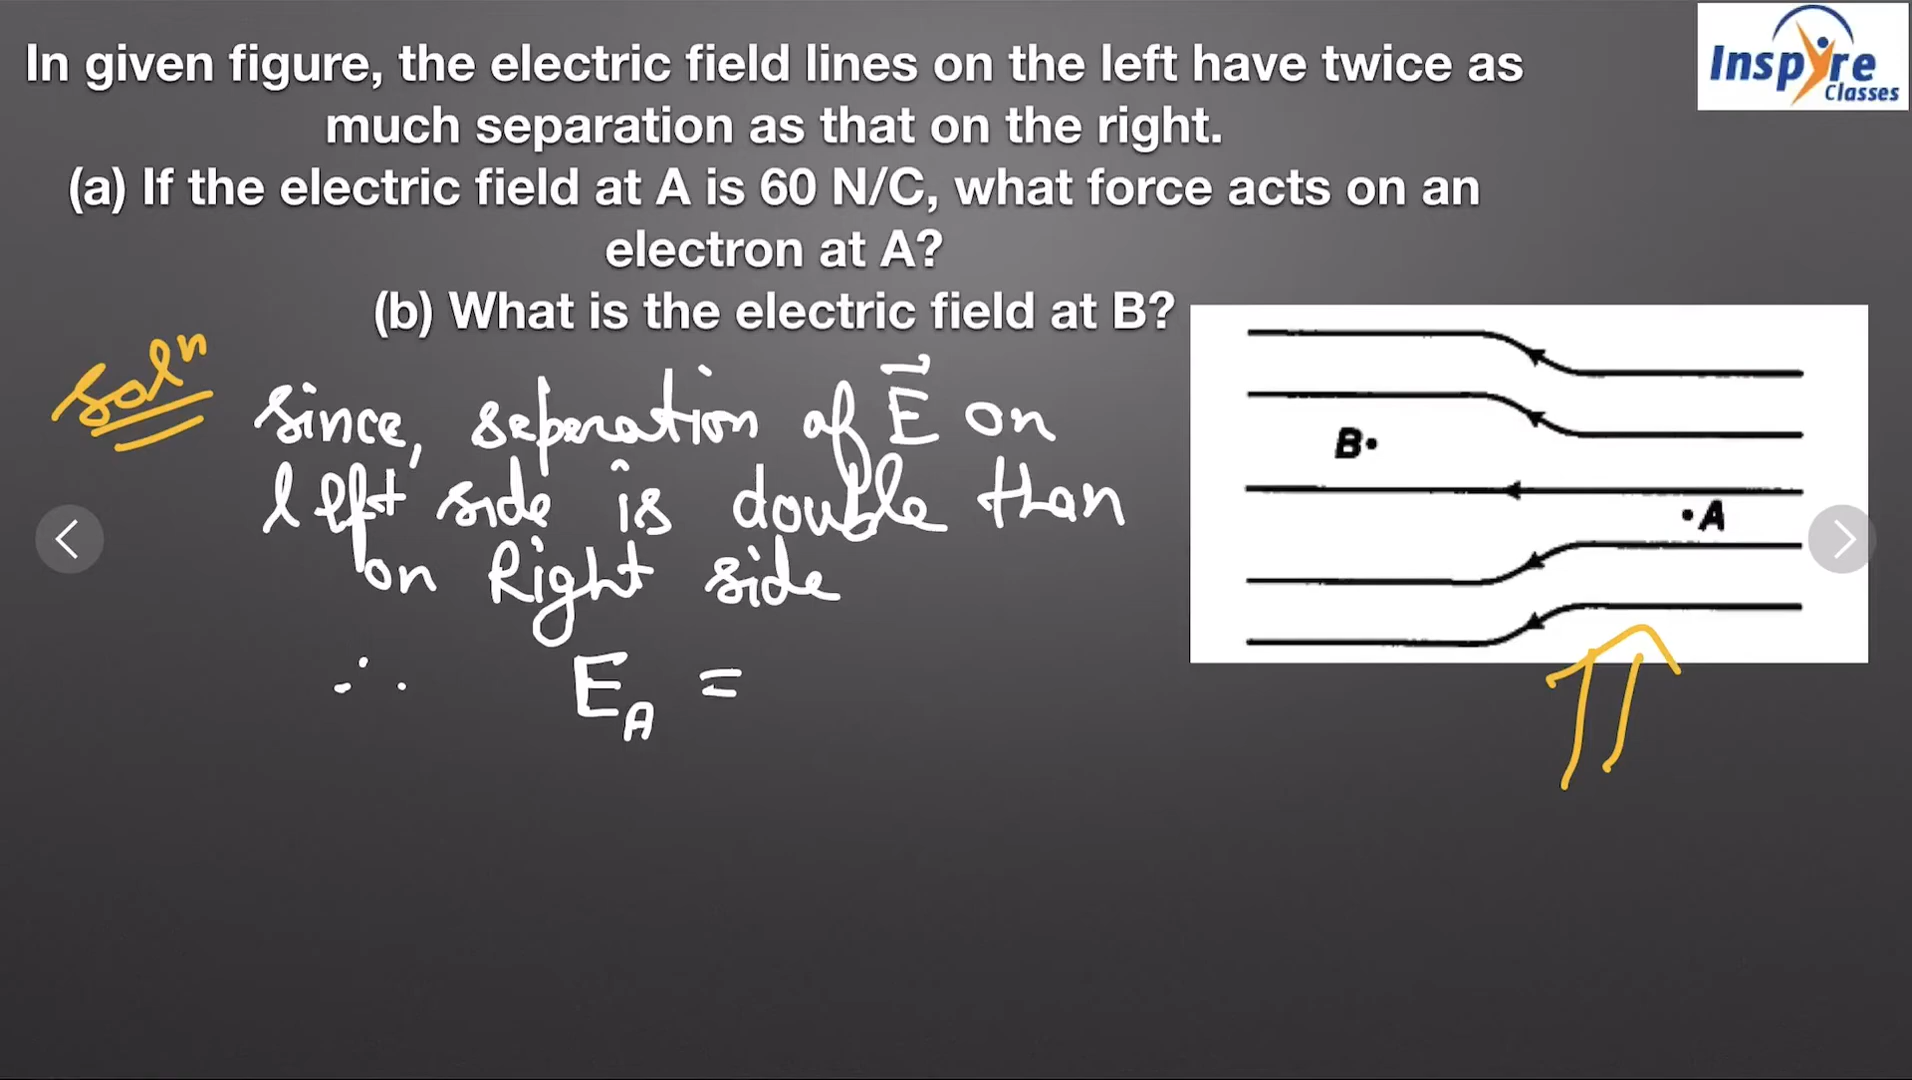 In given figure, the electric field lines on the left have twice as
much separation as that on the right.
(a) If the electric field at A is 60 N/C, what force acts on an
electron at A?
(b) What is the electric field at B?
Inspyre
Classes
Solⁿ
since, seperation of E⃗ on
left side is double than
on Right side
∴ E_A =
B
A